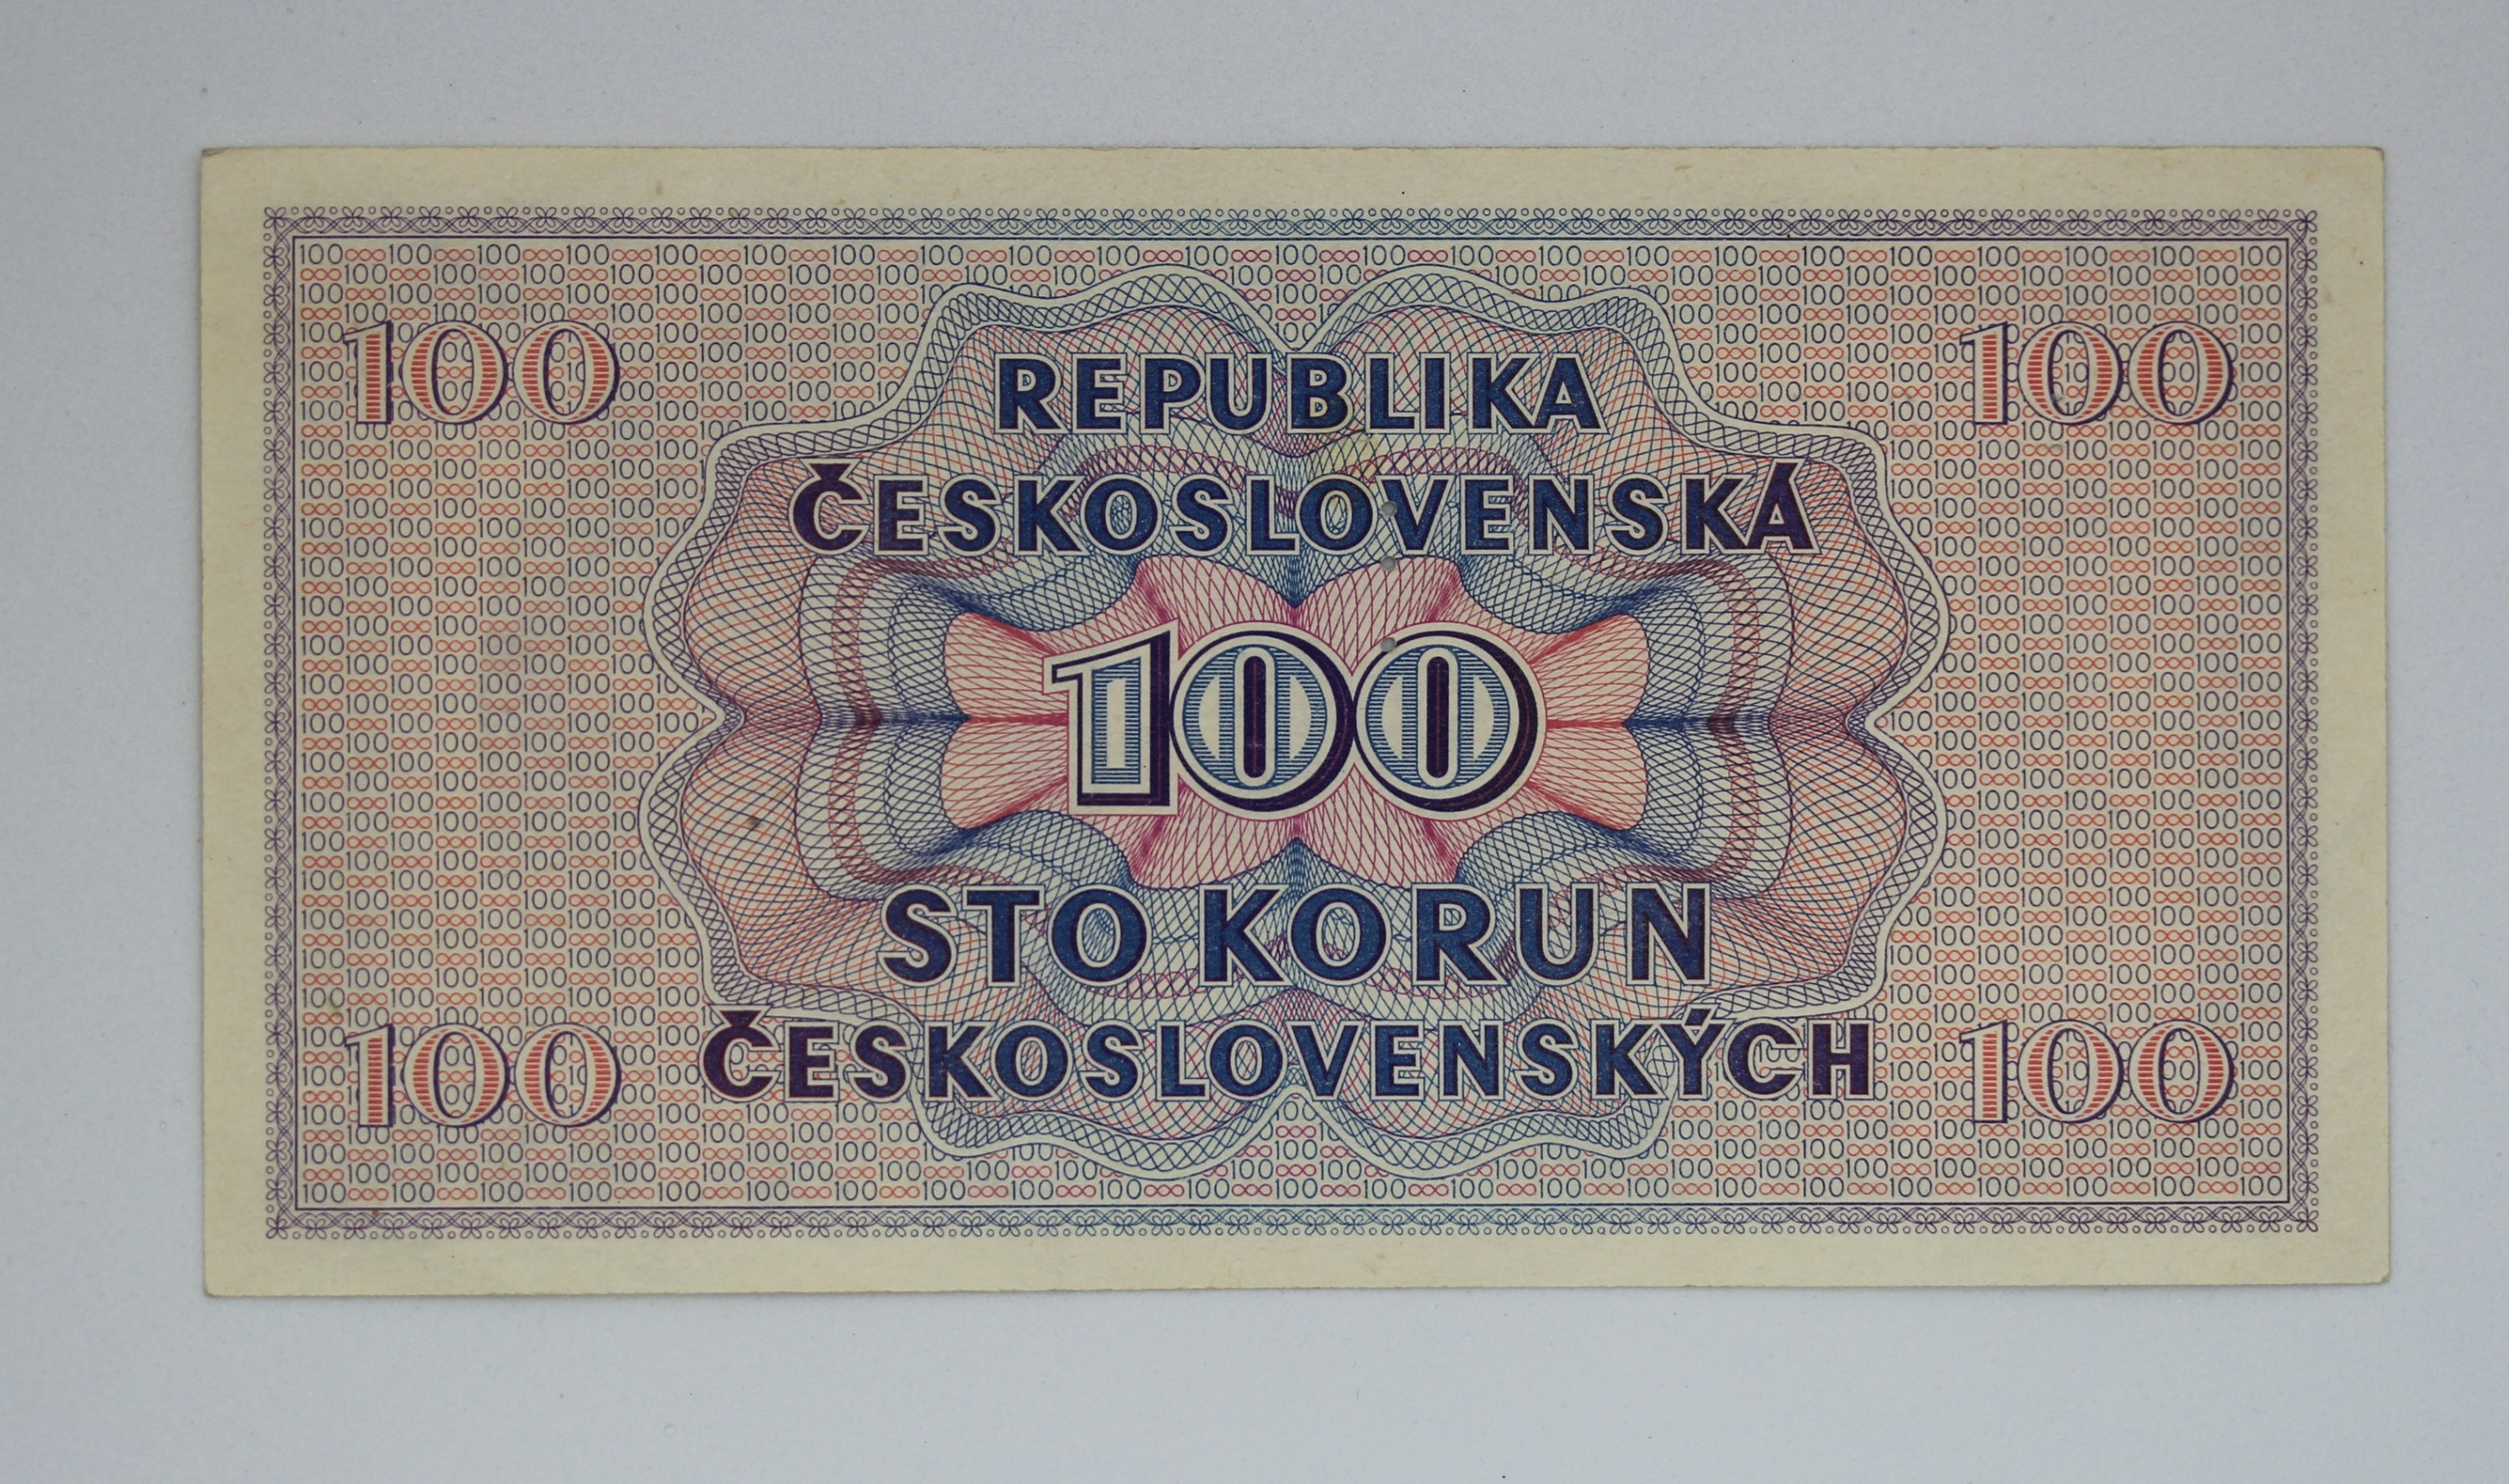 100 100
REPUBLIKA
ČESKOSLOVENSKÁ
100
STO KORUN
ČESKOSLOVENSKÝCH
100 100